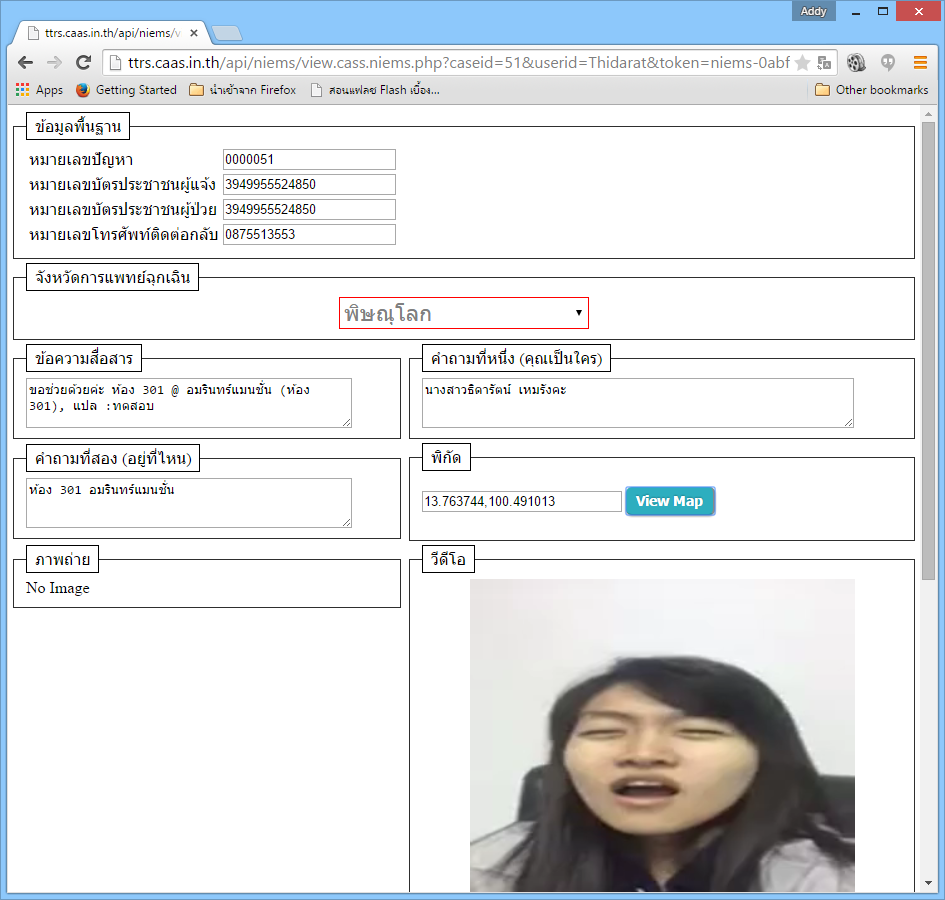 Addy
ttrs.caas.in.th/api/niems/v
ttrs.caas.in.th/api/niems/view.cass.niems.php?caseid=51&userid=Thidarat&token=niems-0abf
Apps Getting Started นำเข้าจาก Firefox สอนแฟลช Flash เบื้อง... Other bookmarks
ข้อมูลพื้นฐาน
หมายเลขปัญหา 0000051
หมายเลขบัตรประชาชนผู้แจ้ง 3949955524850
หมายเลขบัตรประชาชนผู้ป่วย 3949955524850
หมายเลขโทรศัพท์ติดต่อกลับ 0875513553
จังหวัดการแพทย์ฉุกเฉิน
พิษณุโลก
ข้อความสื่อสาร
ขอช่วยด้วยค่ะ ห้อง 301 @ อมรินทร์แมนชั่น (ห้อง
301), แปล :ทดสอบ
คำถามที่หนึ่ง (คุณเป็นใคร)
นางสาวธิดารัตน์ เหมรังคะ
คำถามที่สอง (อยู่ที่ไหน)
ห้อง 301 อมรินทร์แมนชั่น
พิกัด
13.763744,100.491013 View Map
ภาพถ่าย
No Image
วีดีโอ